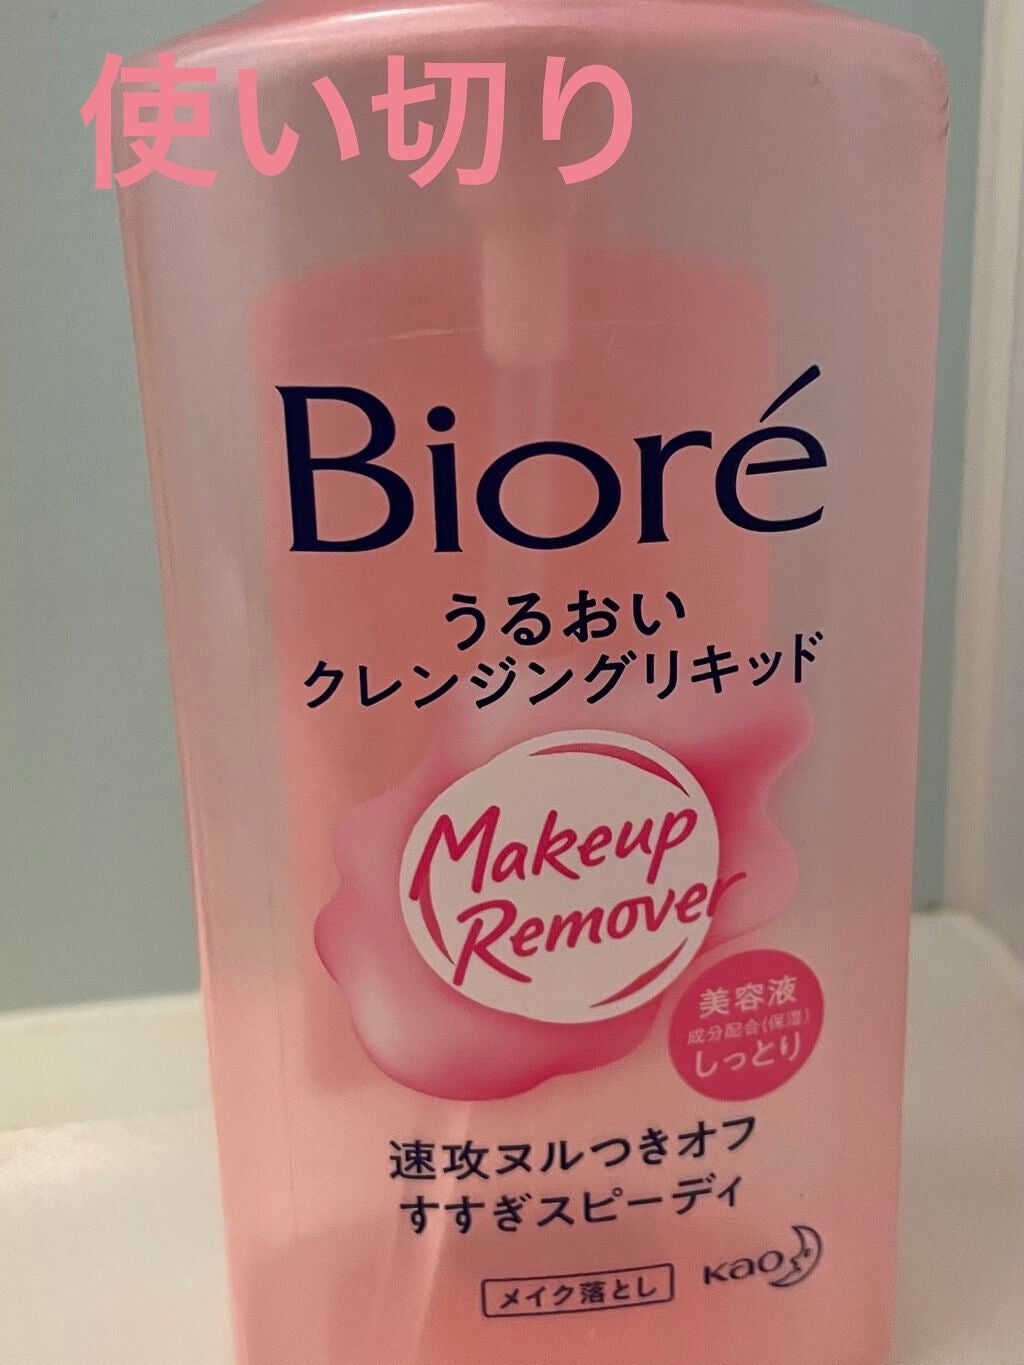 使い切り
Bioré
うるおい
クレンジングリキッド
Makeup
Remover
美容液
成分配合(保湿)
しっとり
速攻ヌルつきオフ
すすぎスピーディ
メイク落とし
Kao